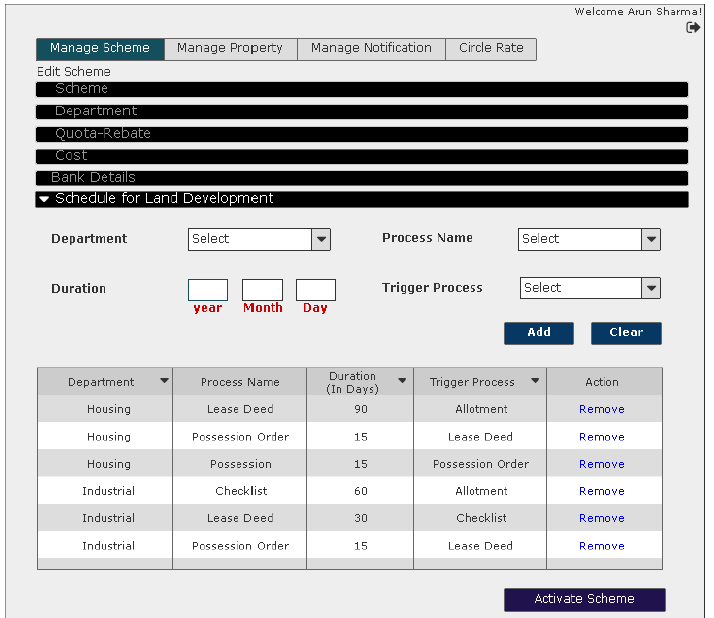 Welcome Arun Sharma!
Manage Scheme Manage Property Manage Notification Circle Rate
Edit Scheme
Scheme
Department
Quota-Rebate
Cost
Bank Details
Schedule for Land Development
Department Select Process Name Select
Duration Trigger Process Select
year Month Day
Add Clear
Department Process Name Duration (In Days) Trigger Process Action
Housing Lease Deed 90 Allotment Remove
Housing Possession Order 15 Lease Deed Remove
Housing Possession 15 Possession Order Remove
Industrial Checklist 60 Allotment Remove
Industrial Lease Deed 30 Checklist Remove
Industrial Possession Order 15 Lease Deed Remove
Activate Scheme